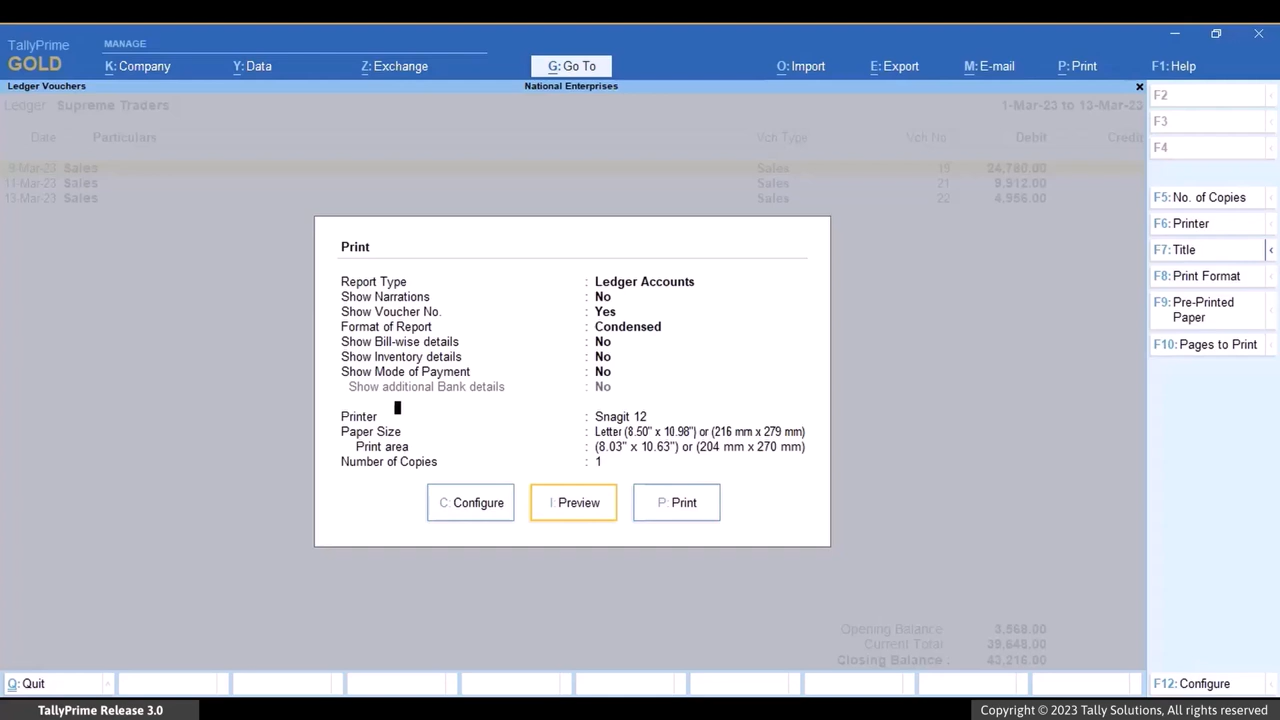 TallyPrime
GOLD
MANAGE
K: Company
Y: Data
Z: Exchange
G: Go To
O: Import
E: Export
M: E-mail
P: Print
F1: Help
Ledger Vouchers
National Enterprises
Ledger Supreme Traders
1-Mar-23 to 13-Mar-23
Date Particulars Vch Type Vch No. Debit Credit
9-Mar-23 Sales Sales 19 24,780.00
11-Mar-23 Sales Sales 21 9,912.00
13-Mar-23 Sales Sales 22 4,956.00
Print
Report Type : Ledger Accounts
Show Narrations : No
Show Voucher No. : Yes
Format of Report : Condensed
Show Bill-wise details : No
Show Inventory details : No
Show Mode of Payment : No
Show additional Bank details : No
Printer : Snagit 12
Paper Size : Letter (8.50" x 10.98") or (216 mm x 279 mm)
Print area : (8.03" x 10.63") or (204 mm x 270 mm)
Number of Copies : 1
C: Configure
I: Preview
P: Print
Opening Balance : 3,568.00
Current Total : 39,648.00
Closing Balance : 43,216.00
F2
F3
F4
F5: No. of Copies
F6: Printer
F7: Title
F8: Print Format
F9: Pre-Printed
Paper
F10: Pages to Print
Q: Quit
F12: Configure
TallyPrime Release 3.0
Copyright © 2023 Tally Solutions, All rights reserved